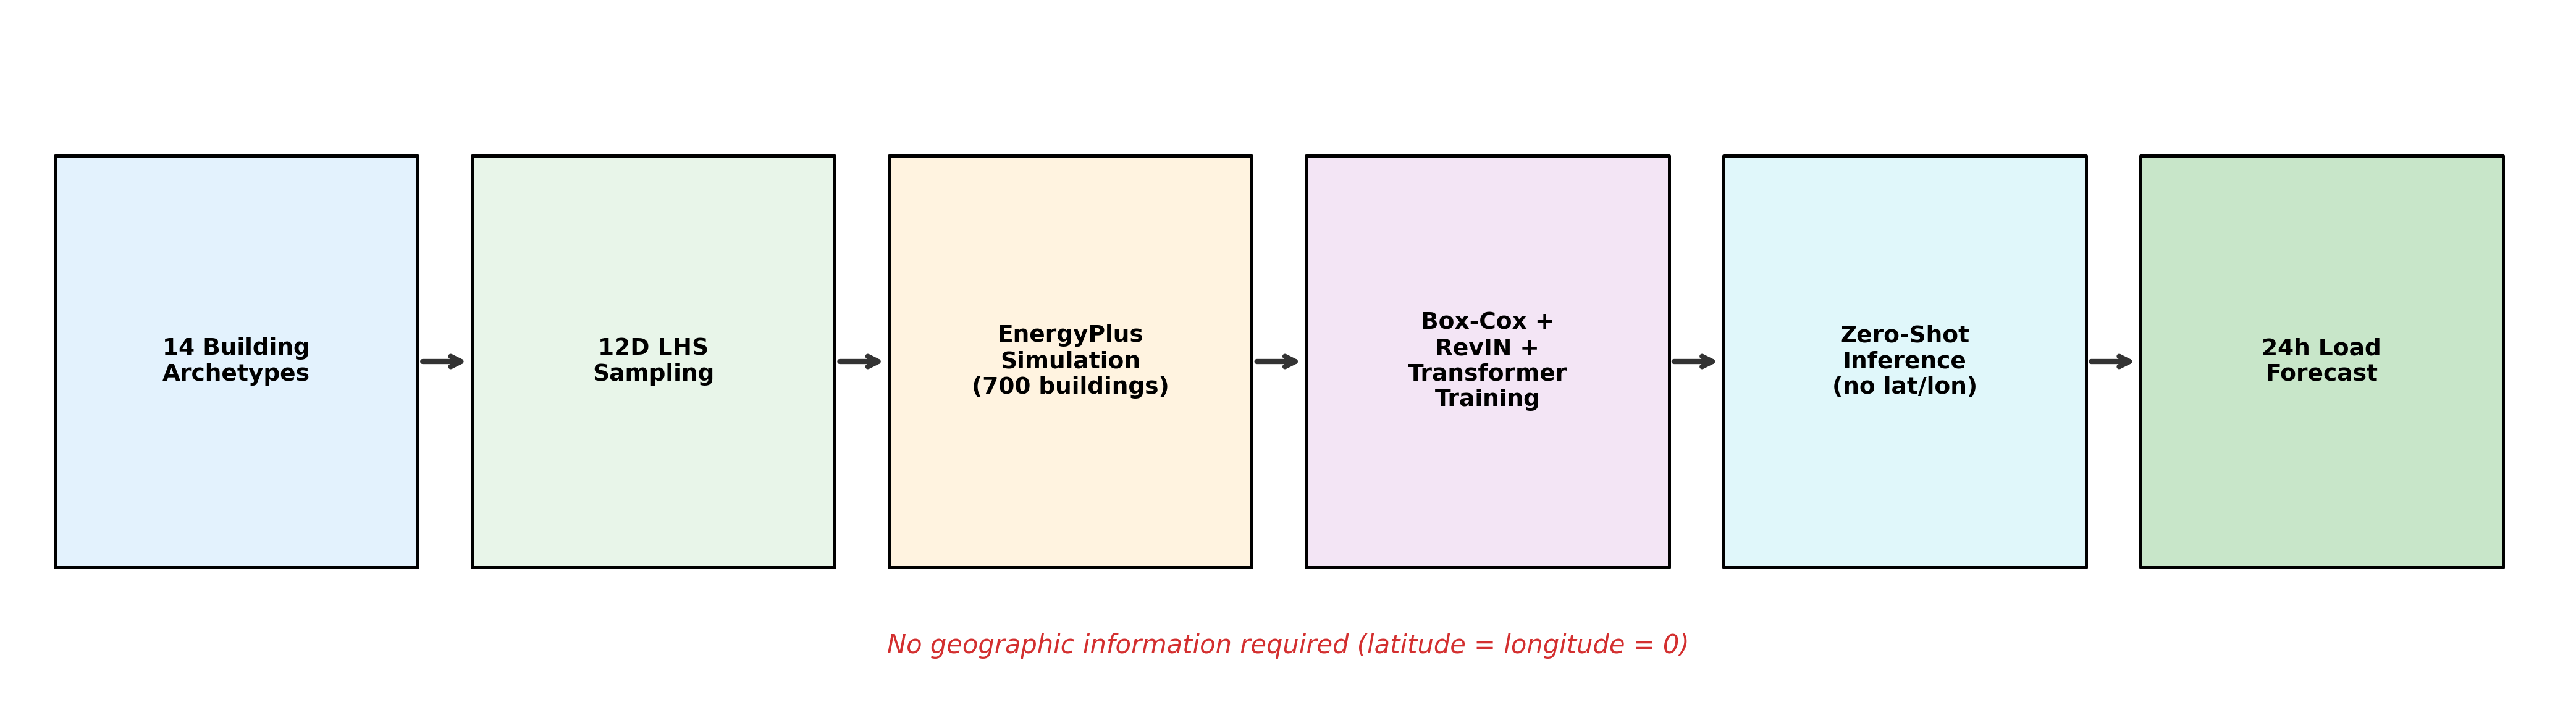 14 Building
Archetypes
12D LHS
Sampling
EnergyPlus
Simulation
(700 buildings)
Box-Cox +
RevIN +
Transformer
Training
Zero-Shot
Inference
(no lat/lon)
24h Load
Forecast
No geographic information required (latitude = longitude = 0)